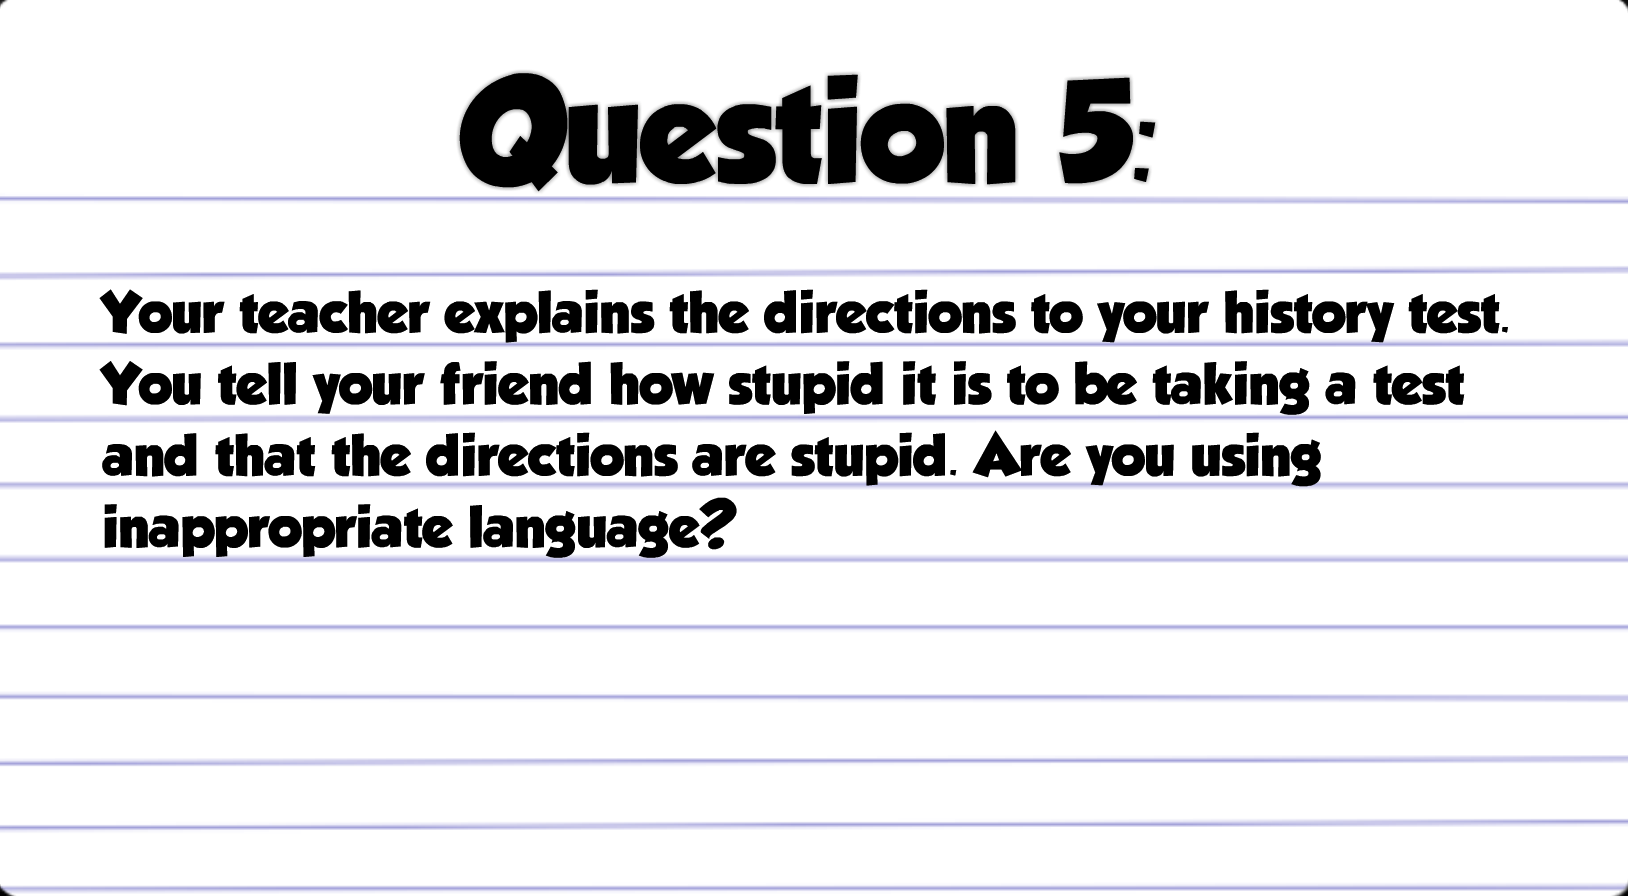 Question 5:
Your teacher explains the directions to your history test.
You tell your friend how stupid it is to be taking a test
and that the directions are stupid. Are you using
inappropriate language?